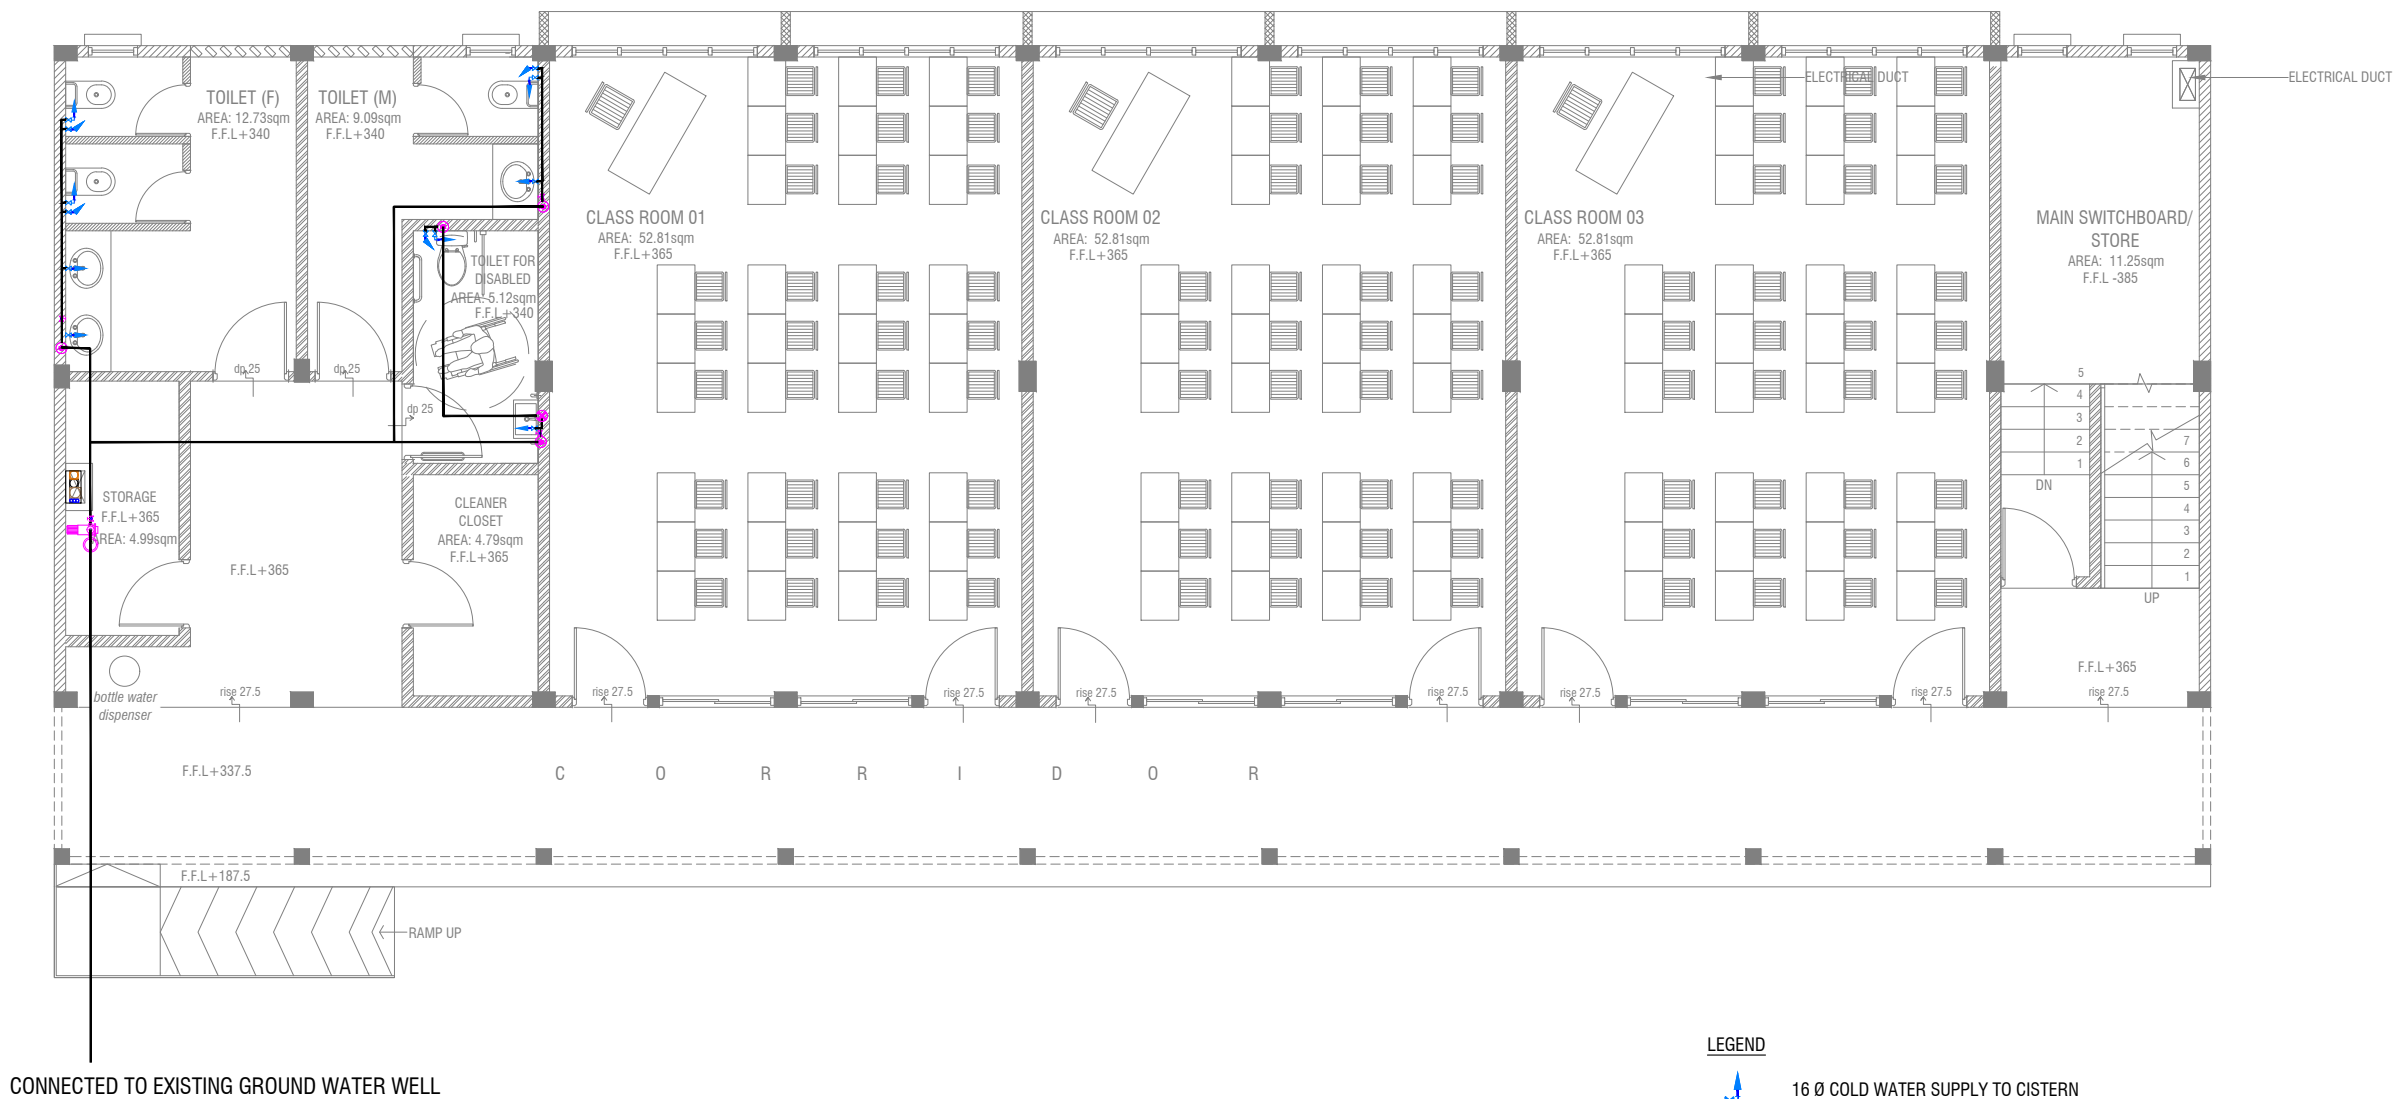 TOILET (F)
AREA: 12.73sqm
F.F.L+340
TOILET (M)
AREA: 9.09sqm
F.F.L+340
CLASS ROOM 01
AREA: 52.81sqm
F.F.L+365
CLASS ROOM 02
AREA: 52.81sqm
F.F.L+365
CLASS ROOM 03
AREA: 52.81sqm
F.F.L+365
ELECTRICAL DUCT
ELECTRICAL DUCT
MAIN SWITCHBOARD/
STORE
AREA: 11.25sqm
F.F.L -385
TOILET FOR
DISABLED
AREA: 5.12sqm
F.F.L+340
dp 25
dp 25
dp 25
STORAGE
F.F.L+365
AREA: 4.99sqm
CLEANER
CLOSET
AREA: 4.79sqm
F.F.L+365
F.F.L+365
5
4
3
2
1
DN
7
6
5
4
3
2
1
UP
F.F.L+365
bottle water
dispenser
rise 27.5
rise 27.5
rise 27.5
rise 27.5
rise 27.5
rise 27.5
rise 27.5
rise 27.5
F.F.L+337.5
C O R R I D O R
F.F.L+187.5
RAMP UP
CONNECTED TO EXISTING GROUND WATER WELL
LEGEND
16 Ø COLD WATER SUPPLY TO CISTERN